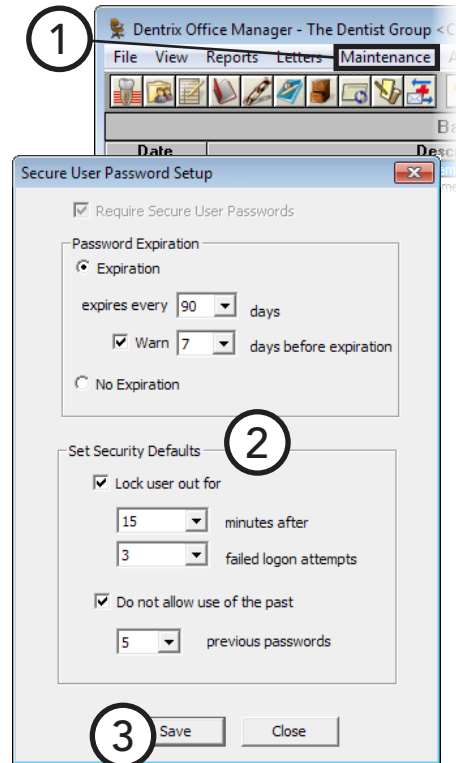 1
Dentrix Office Manager - The Dentist Group <C
File View Reports Letters Maintenance A
Ba
Date Desc
Secure User Password Setup
Require Secure User Passwords
Password Expiration
Expiration
expires every 90 days
Warn 7 days before expiration
No Expiration
2
Set Security Defaults
Lock user out for
15 minutes after
3 failed logon attempts
Do not allow use of the past
5 previous passwords
3
Save Close